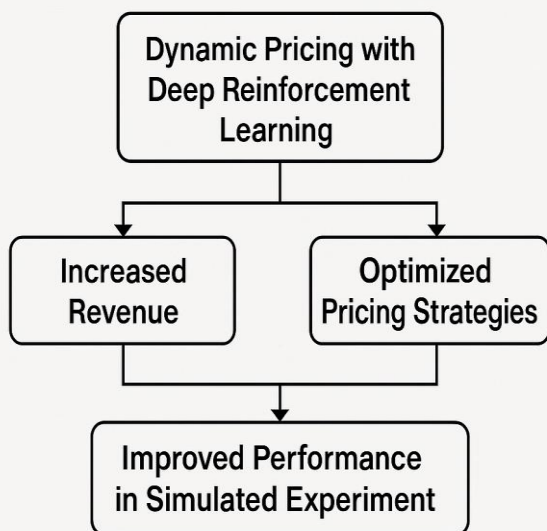 Dynamic Pricing with
Deep Reinforcement
Learning
Increased
Revenue
Optimized
Pricing Strategies
Improved Performance
in Simulated Experiment